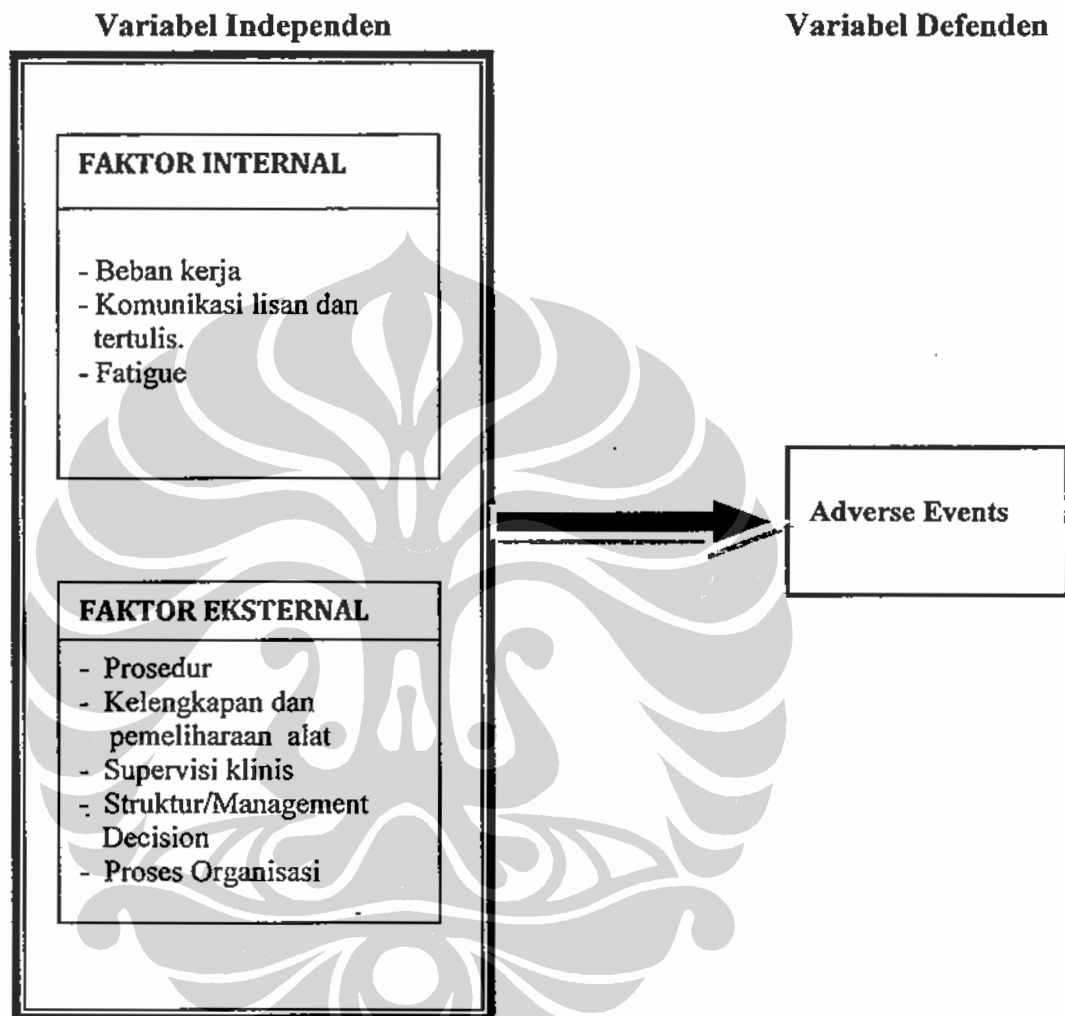 Variabel Independen
Variabel Defenden
FAKTOR INTERNAL
- Beban kerja
- Komunikasi lisan dan
tertulis.
- Fatigue
Adverse Events
FAKTOR EKSTERNAL
- Prosedur
- Kelengkapan dan
pemeliharaan alat
- Supervisi klinis
- Struktur/Management
Decision
- Proses Organisasi